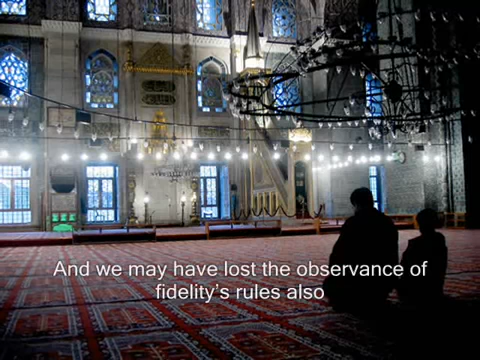 And we may have lost the observance of
fidelity’s rules also